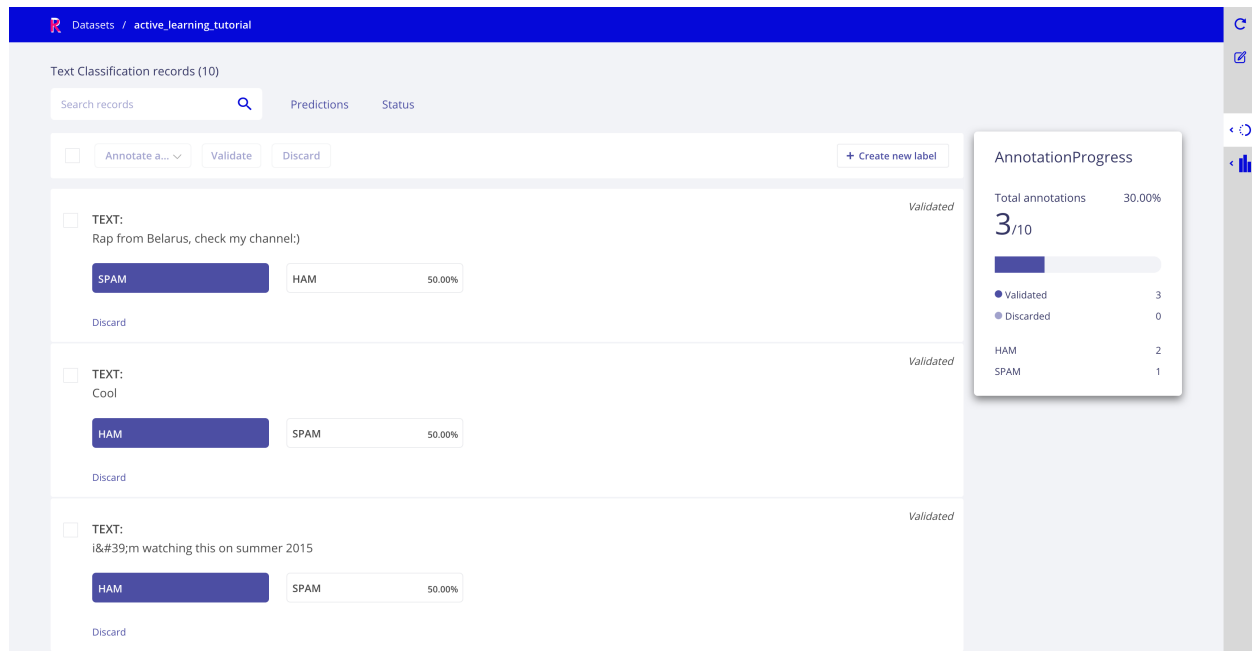 R Datasets / active_learning_tutorial
Text Classification records (10)
Search records Predictions Status
Annotate a... Validate Discard + Create new label
Validated
TEXT:
Rap from Belarus, check my channel:)
SPAM HAM 50.00%
Discard
Validated
TEXT:
Cool
HAM SPAM 50.00%
Discard
Validated
TEXT:
i&#39;m watching this on summer 2015
HAM SPAM 50.00%
Discard
AnnotationProgress
Total annotations 30.00%
3/10
Validated 3
Discarded 0
HAM 2
SPAM 1